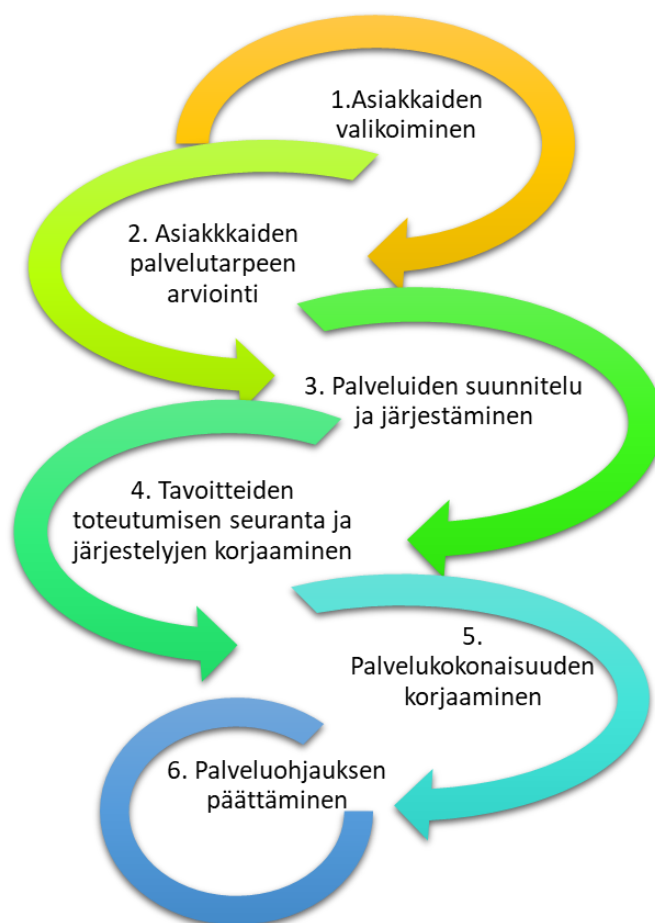 1.Asiakkaiden
valikoiminen
2. Asiakkkaiden
palvelutarpeen
arviointi
3. Palveluiden suunnitelu
ja järjestäminen
4. Tavoitteiden
toteutumisen seuranta ja
järjestelyjen korjaaminen
5.
Palvelukokonaisuuden
korjaaminen
6. Palveluohjauksen
päättäminen